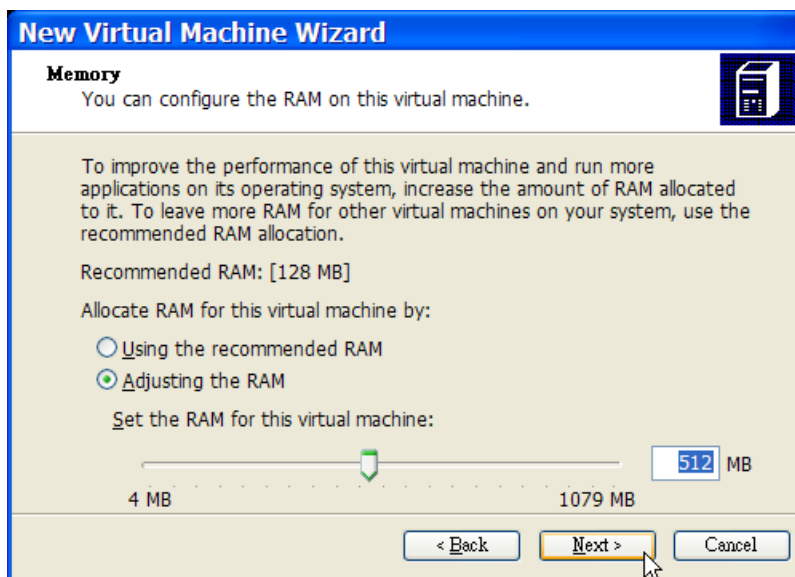 New Virtual Machine Wizard
Memory
You can configure the RAM on this virtual machine.
To improve the performance of this virtual machine and run more
applications on its operating system, increase the amount of RAM allocated
to it. To leave more RAM for other virtual machines on your system, use the
recommended RAM allocation.
Recommended RAM: [128 MB]
Allocate RAM for this virtual machine by:
Using the recommended RAM
Adjusting the RAM
Set the RAM for this virtual machine:
512 MB
4 MB 1079 MB
< Back Next > Cancel